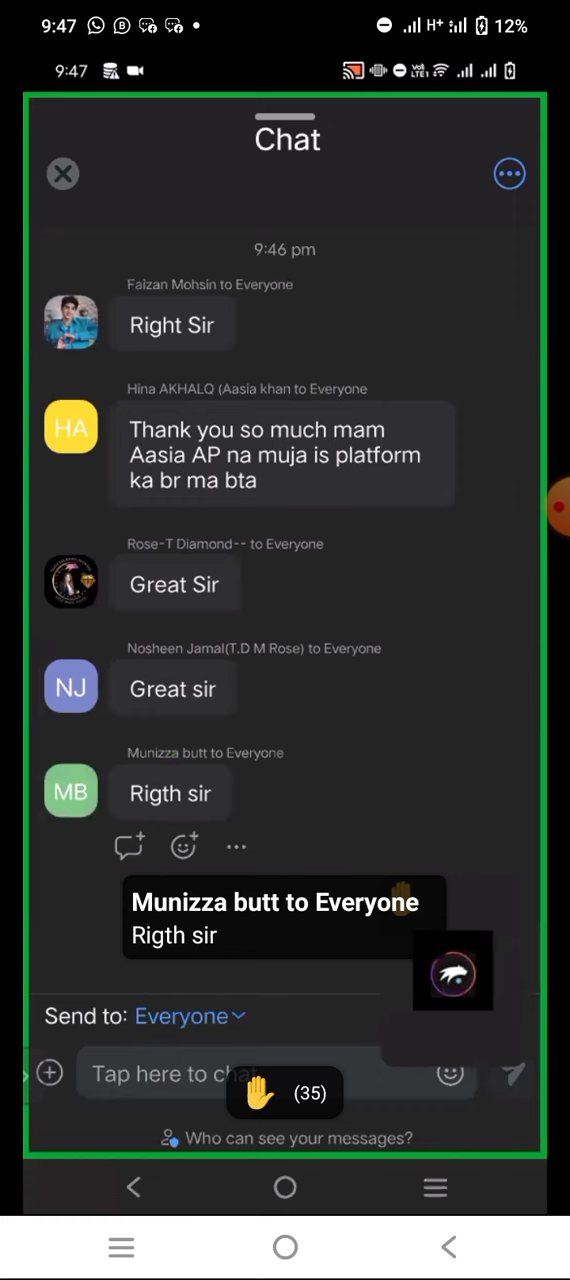 9:47
H+
12%
9:47
Chat
9:46 pm
Faizan Mohsin to Everyone
Right Sir
Hina AKHALQ (Aasia khan to Everyone
HA
Thank you so much mam
Aasia AP na muja is platform
ka br ma bta
Rose-T Diamond-- to Everyone
Great Sir
Nosheen Jamal(T.D M Rose) to Everyone
NJ
Great sir
Munizza butt to Everyone
MB
Rigth sir
Munizza butt to Everyone
Rigth sir
Send to: Everyone
Tap here to chat
(35)
Who can see your messages?